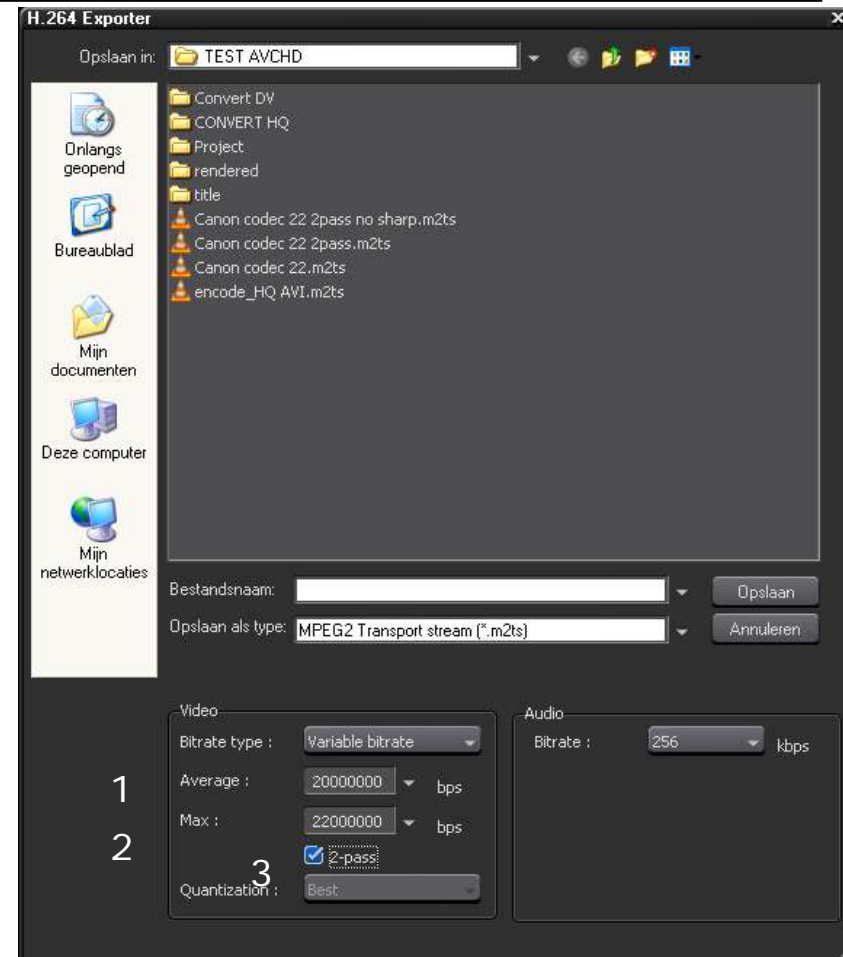 H.264 Exporter
Opslaan in: TEST AVCHD
Onlangs
geopend
Bureaublad
Mijn
documenten
Deze computer
Mijn
netwerklocaties
Convert DV
CONVERT HQ
Project
rendered
title
Canon codec 22 2pass no sharp.m2ts
Canon codec 22 2pass.m2ts
Canon codec 22.m2ts
encode_HQ AVI.m2ts
Bestandsnaam: Opslaan
Opslaan als type: MPEG2 Transport stream (*.m2ts) Annuleren
Video
Bitrate type : Variable bitrate
1 Average : 20000000 bps
Max : 22000000 bps
2
2-pass
3
Quantization : Best
Audio
Bitrate : 256 kbps